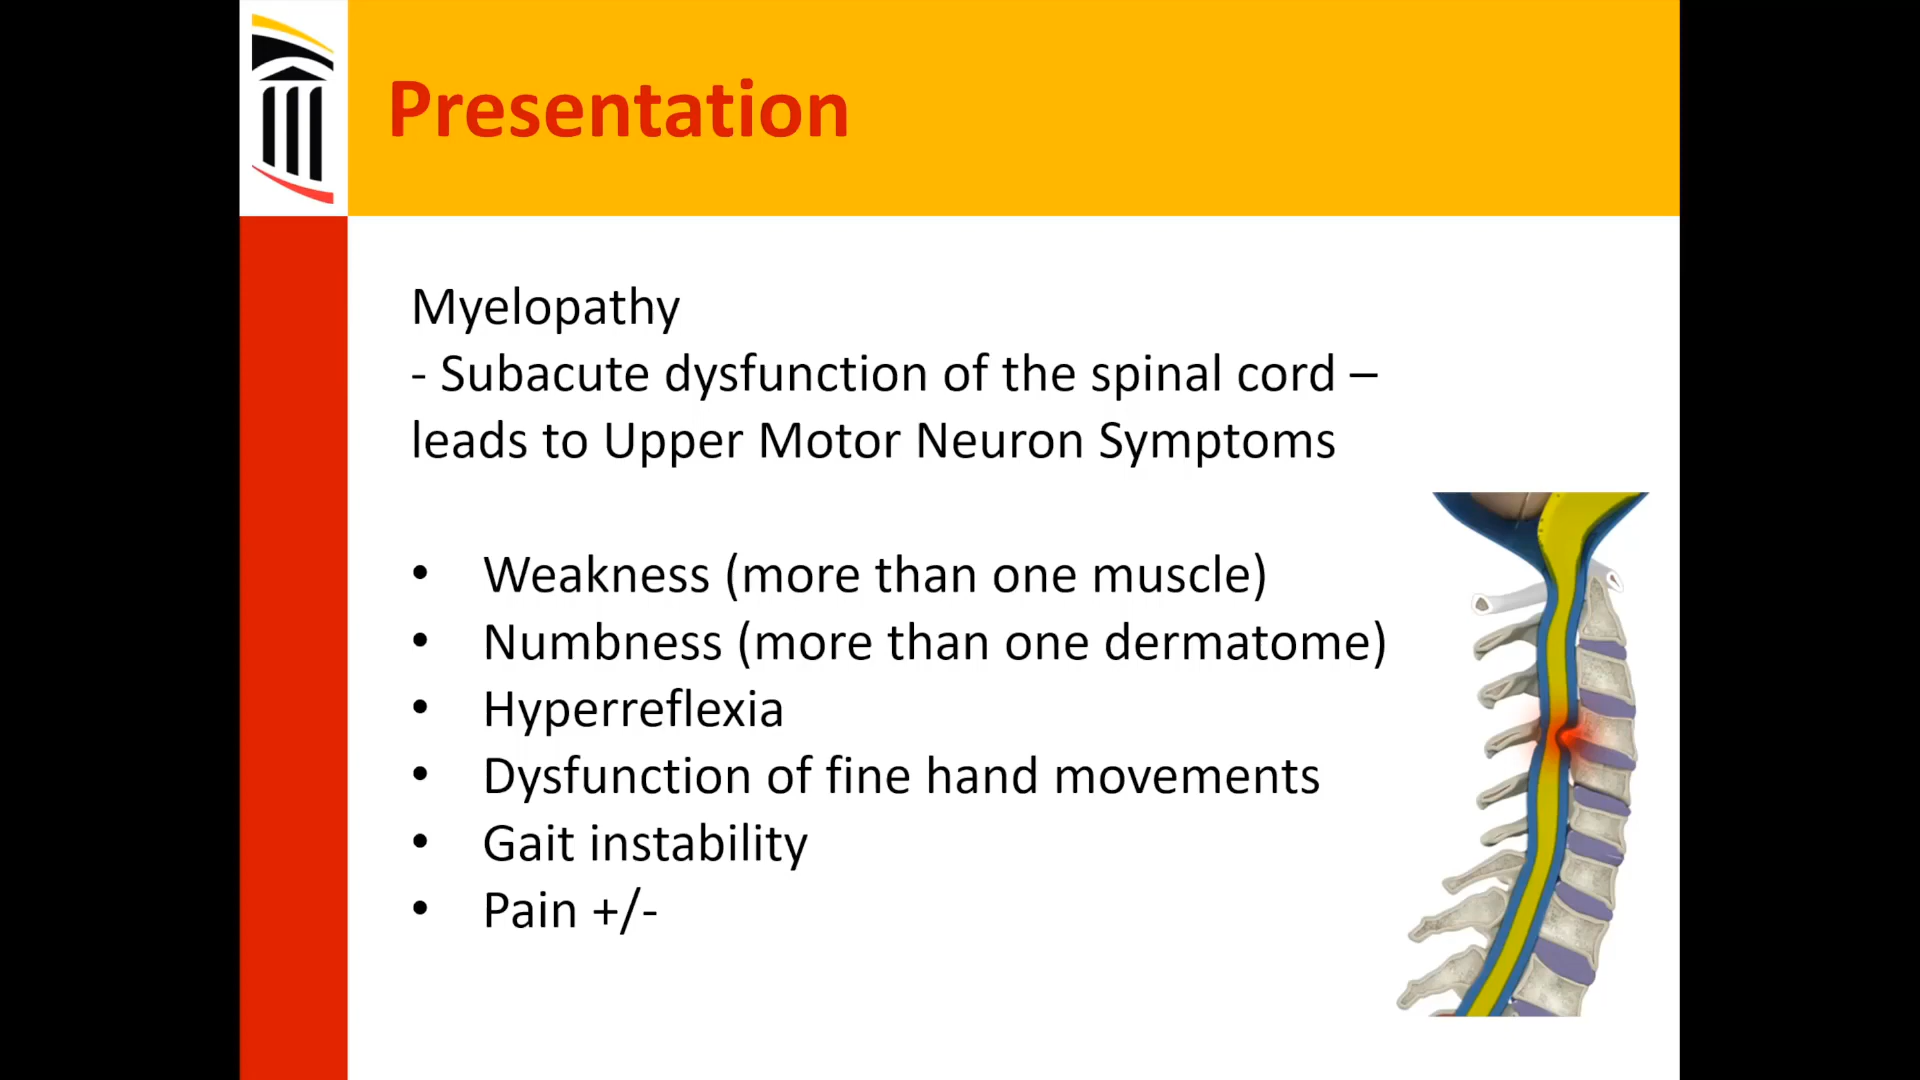 Presentation
Myelopathy
- Subacute dysfunction of the spinal cord –
leads to Upper Motor Neuron Symptoms
• Weakness (more than one muscle)
• Numbness (more than one dermatome)
• Hyperreflexia
• Dysfunction of fine hand movements
• Gait instability
• Pain +/-